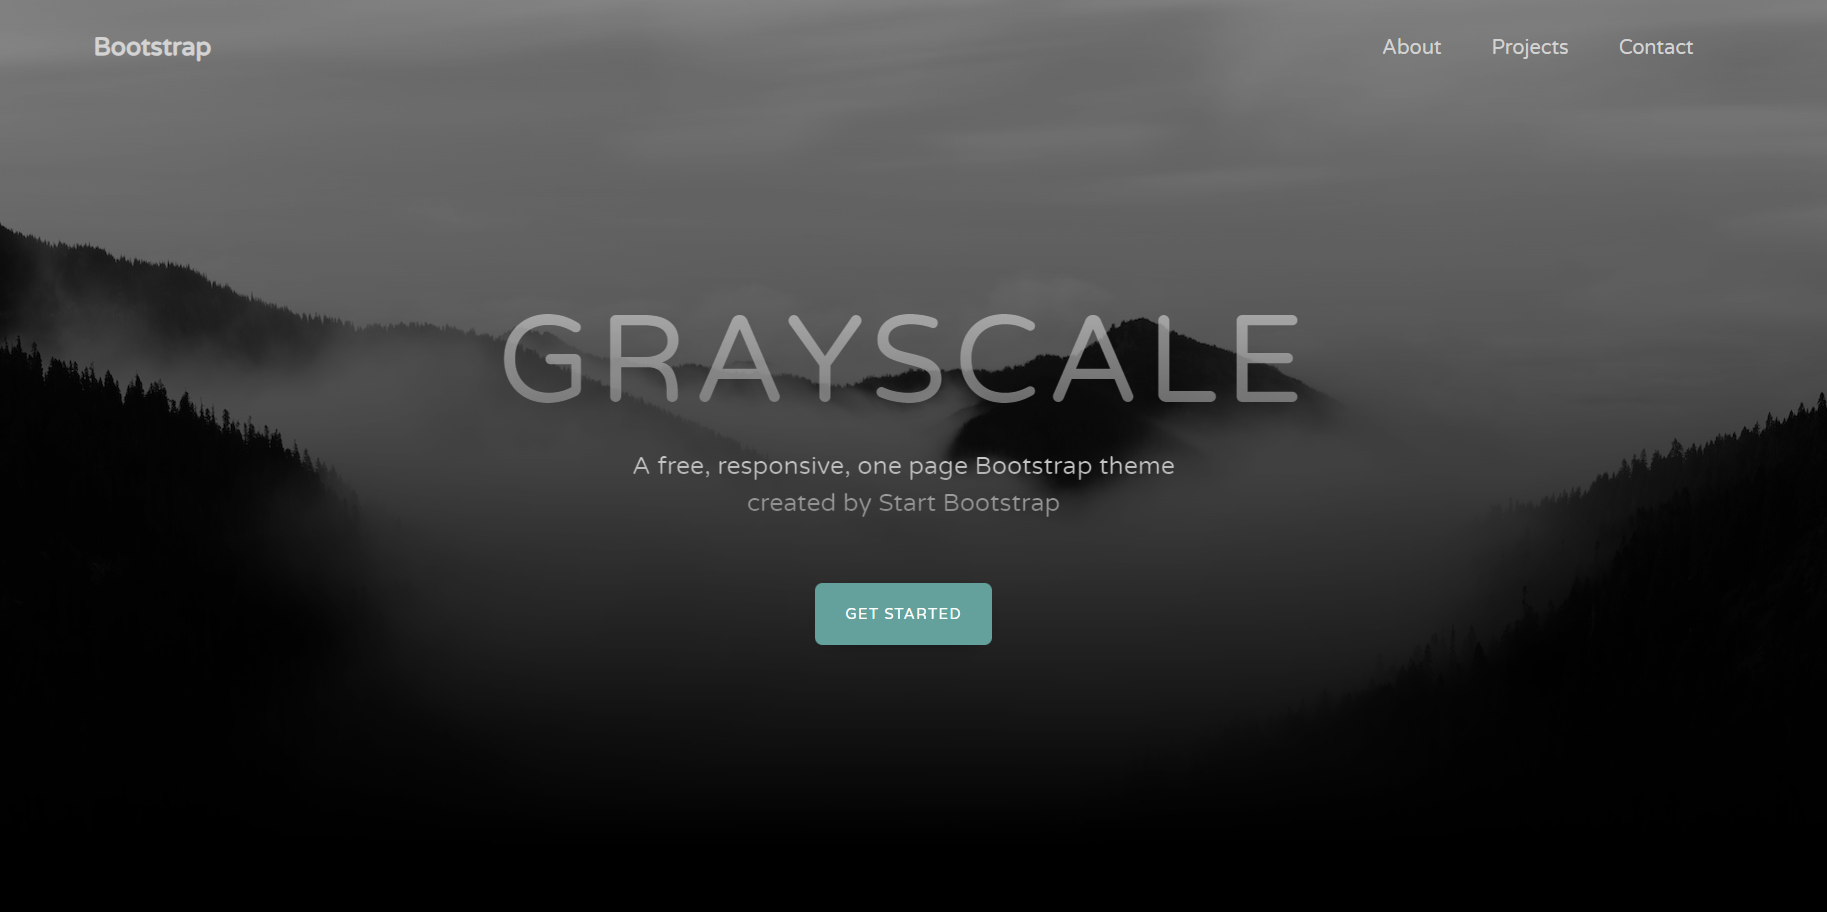 Bootstrap
About Projects Contact
GRAYSCALE
A free, responsive, one page Bootstrap theme
created by Start Bootstrap
GET STARTED